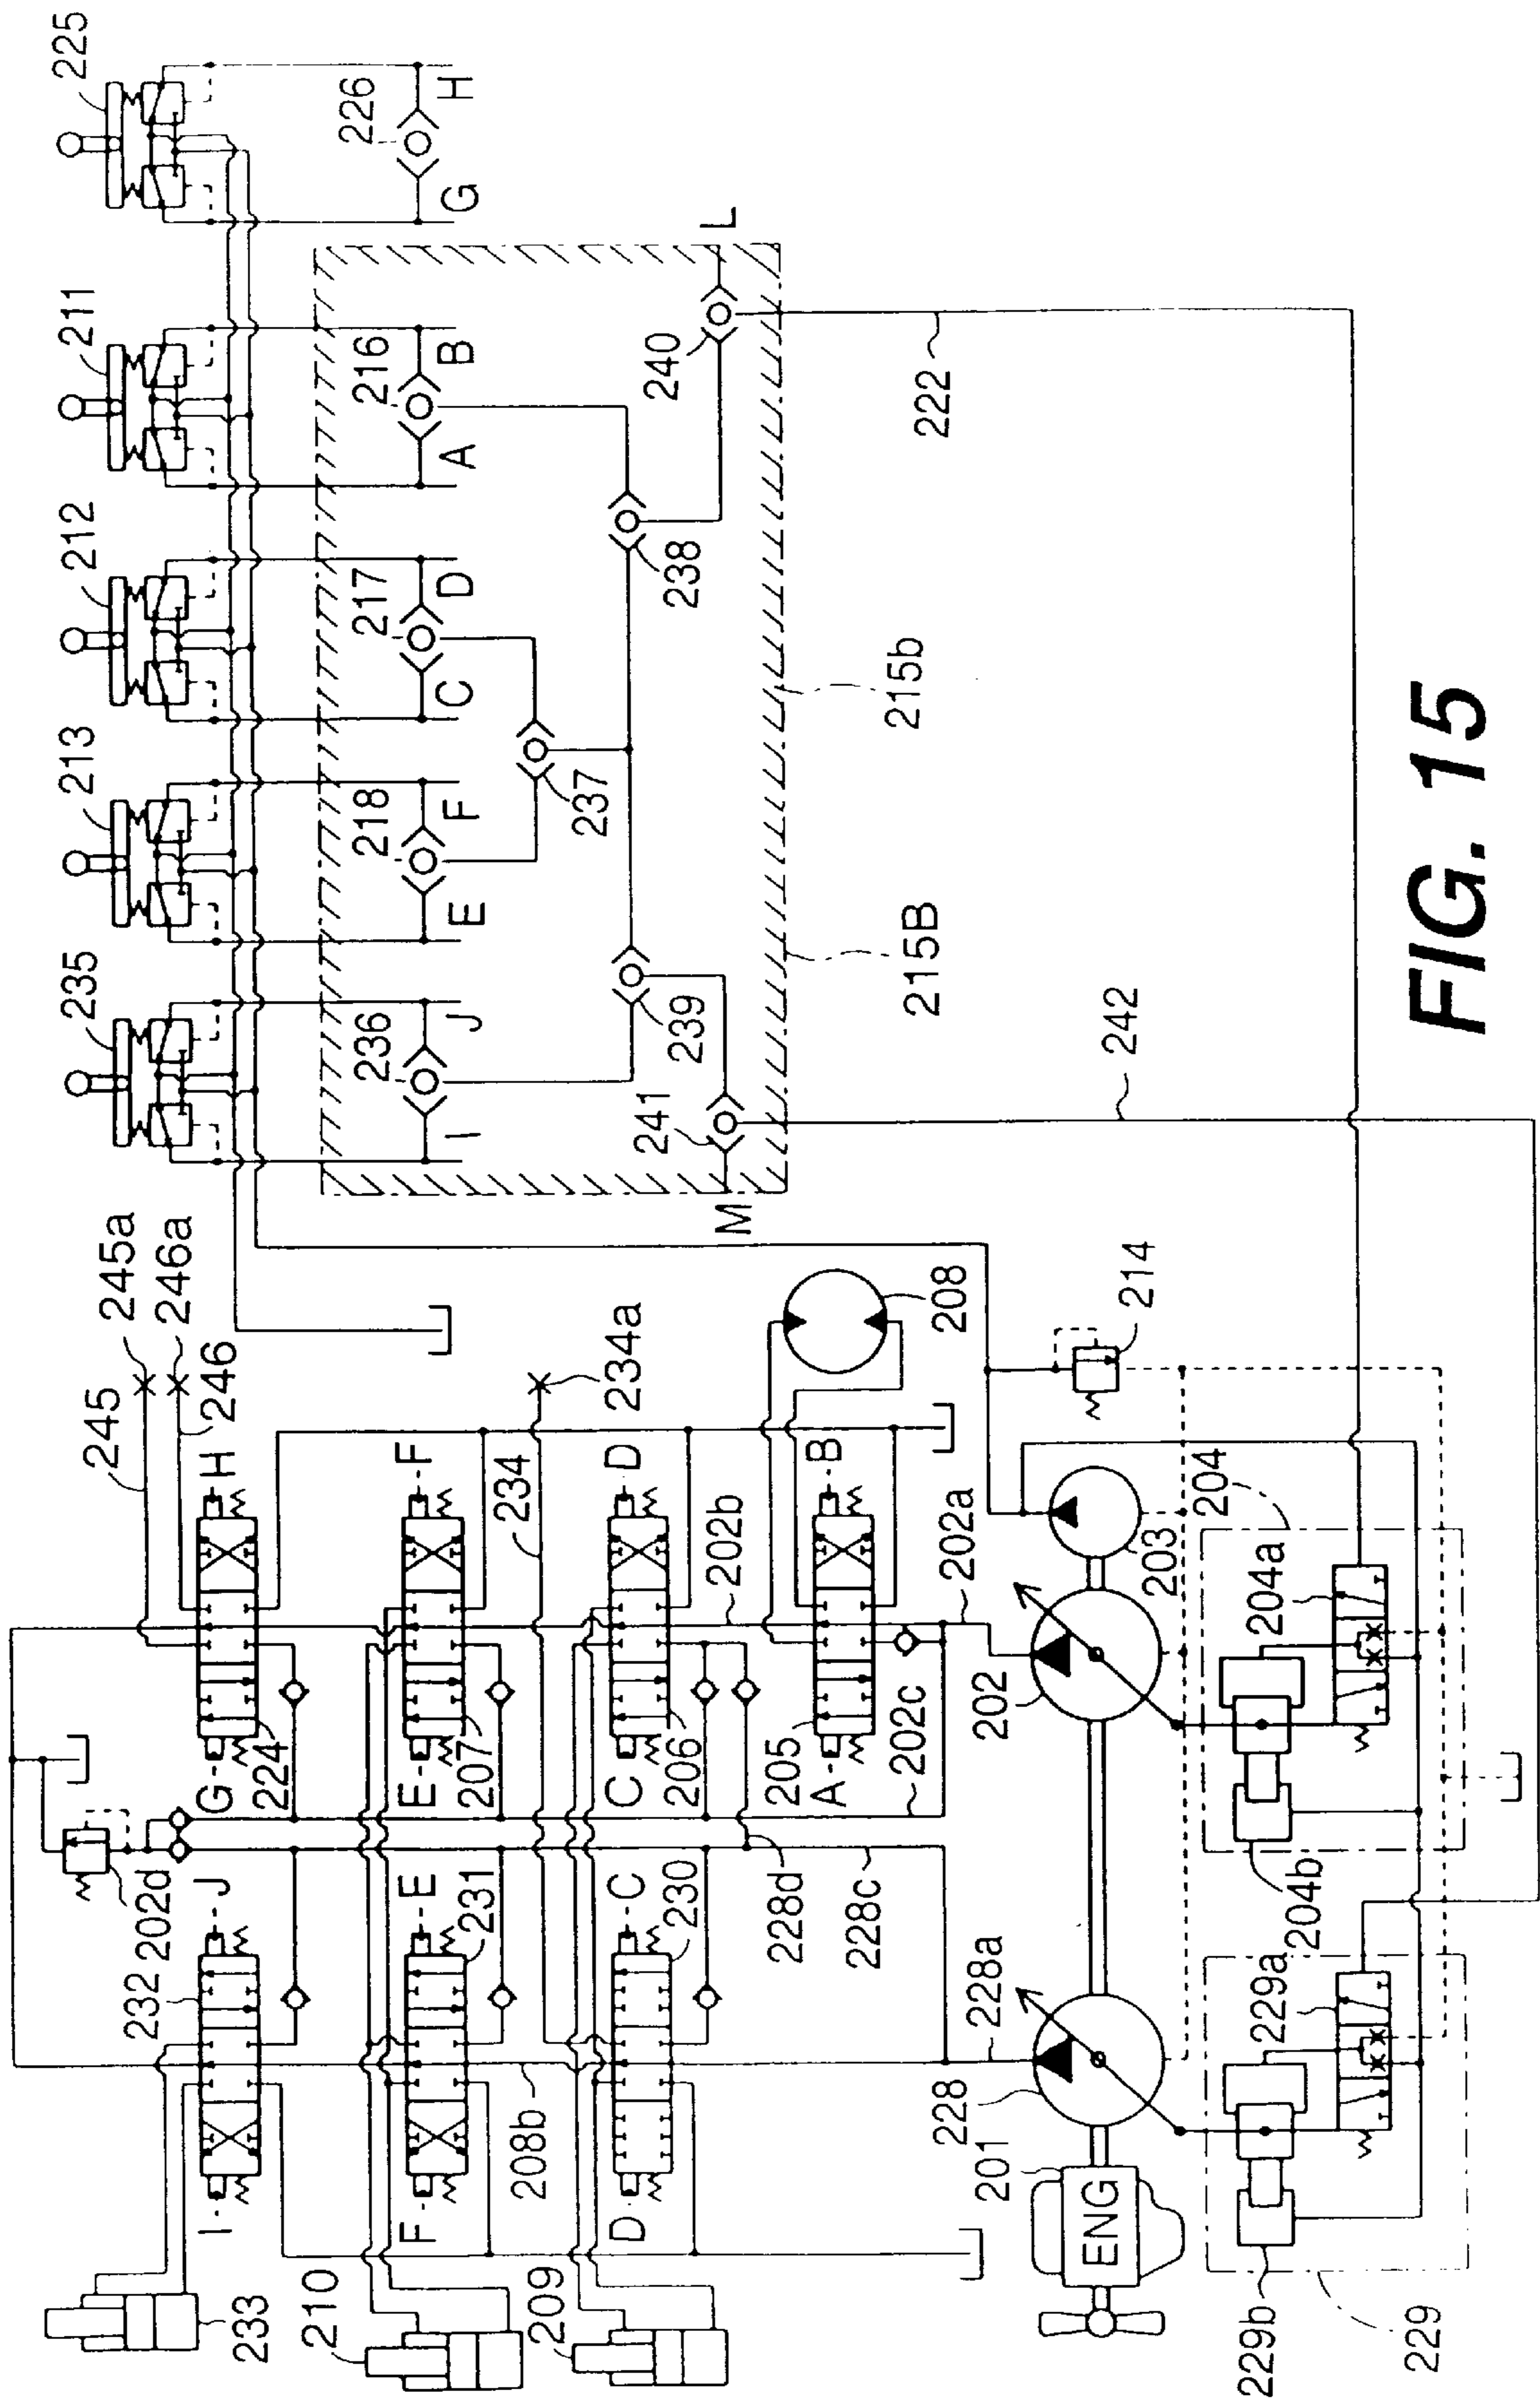 225
226
G
H
211
216
A
B
L
240
222
212
217
C
D
238
215b
213
218
E
F
237
215B
235
236
I
J
239
241
M
242
245a
245
246a
246
H
G
224
202d
J
232
I
233
F
E
207
E
231
F
210
208b
234a
234
D
C
206
202b
C
230
D
209
228d
228c
208
B
A
205
202a
202c
214
203
202
228a
228
201
ENG
204
204a
204b
229a
229b
229
FIG. 15